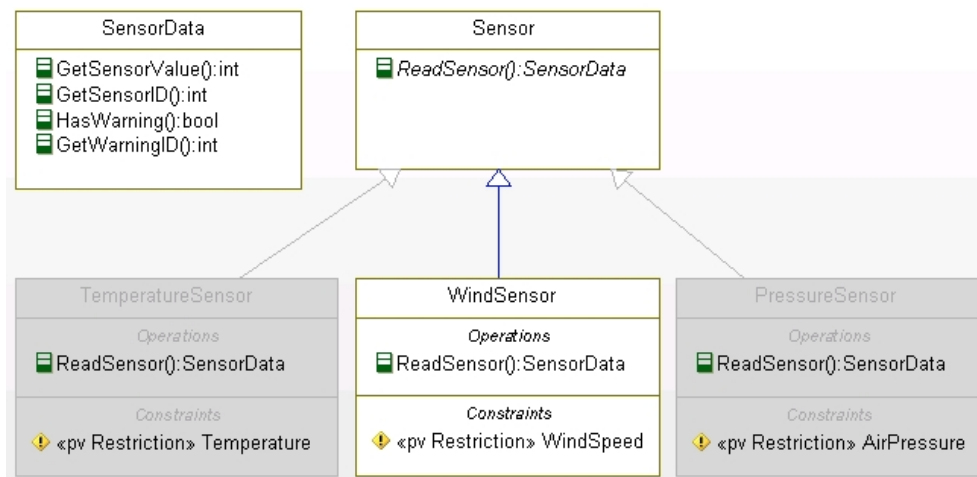 SensorData
GetSensorValue():int
GetSensorID():int
HasWarning():bool
GetWarningID():int
Sensor
ReadSensor():SensorData
TemperatureSensor
Operations
ReadSensor():SensorData
Constraints
«pv Restriction» Temperature
WindSensor
Operations
ReadSensor():SensorData
Constraints
«pv Restriction» WindSpeed
PressureSensor
Operations
ReadSensor():SensorData
Constraints
«pv Restriction» AirPressure